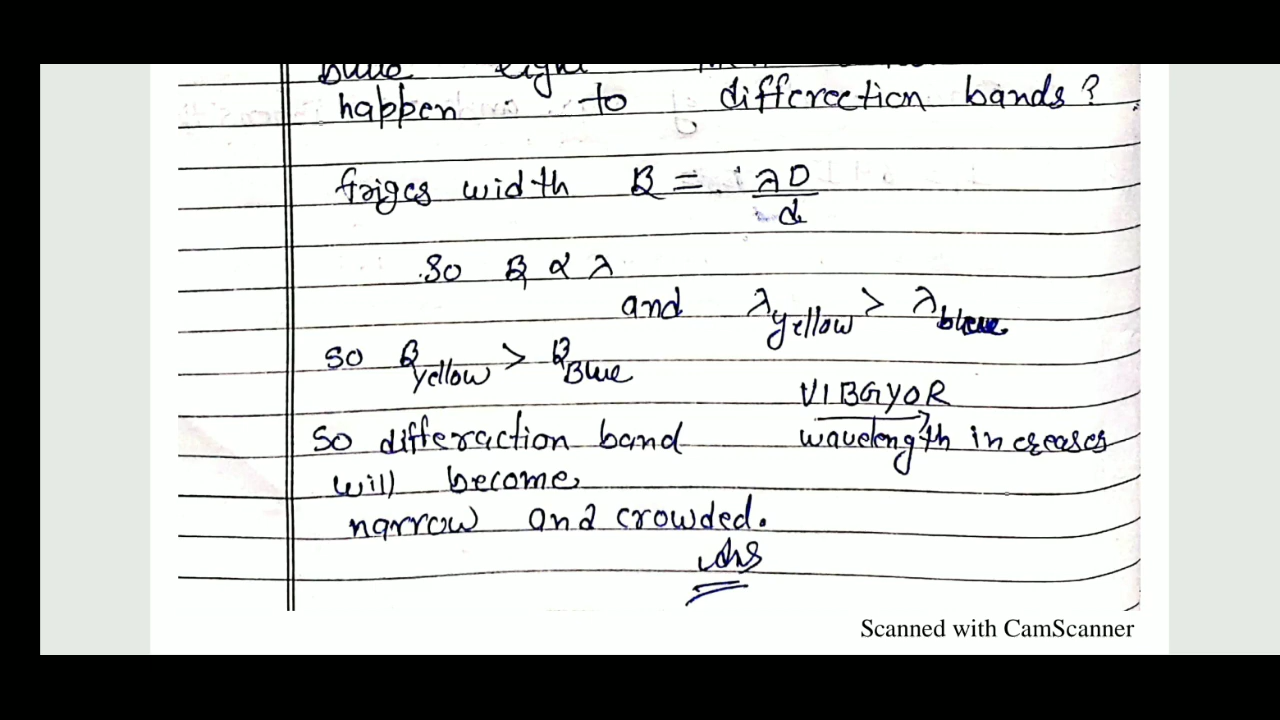 happen to differection bands?
friges width β = λD/d
So β ∝ λ
and λyellow > λblue
so βyellow > βBlue
VIBGYOR
so differaction band wavelength increases
will become
narrow and crowded.
Ans
Scanned with CamScanner